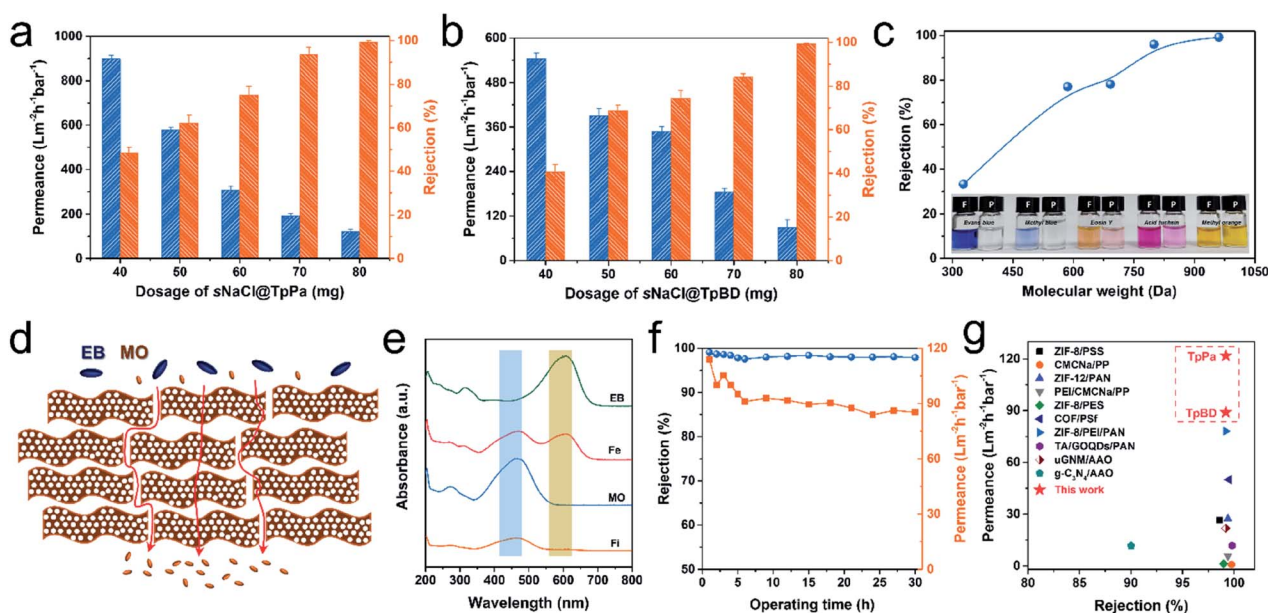 a
1000
800
600
400
200
0
Permeance (Lm⁻²h⁻¹bar⁻¹)
100
80
60
40
20
0
Rejection (%)
40 50 60 70 80
Dosage of sNaCl@TpPa (mg)
b
600
480
360
240
120
0
Permeance (Lm⁻²h⁻¹bar⁻¹)
100
80
60
40
20
0
Rejection (%)
40 50 60 70 80
Dosage of sNaCl@TpBD (mg)
c
100
80
60
40
20
0
Rejection (%)
F P F P F P F P F P
Evans blue Methyl blue Eosin Y Acid fuchsin Methyl orange
300 450 600 750 900 1050
Molecular weight (Da)
d
EB MO
e
Absorbance (a.u.)
EB
Fe
MO
Fi
200 300 400 500 600 700 800
Wavelength (nm)
f
100
95
90
85
80
75
70
65
60
55
50
Rejection (%)
120
100
80
60
40
20
0
Permeance (Lm⁻²h⁻¹bar⁻¹)
0 5 10 15 20 25 30
Operating time (h)
g
120
105
90
75
60
45
30
15
0
Permeance (Lm⁻²h⁻¹bar⁻¹)
ZIF-8/PSS
CMCNa/PP
ZIF-12/PAN
PEI/CMCNa/PP
ZIF-8/PES
COF/PSf
ZIF-8/PEI/PAN
TA/GOQDs/PAN
uGNM/AAO
g-C₃N₄/AAO
This work
TpPa
TpBD
80 85 90 95 100
Rejection (%)